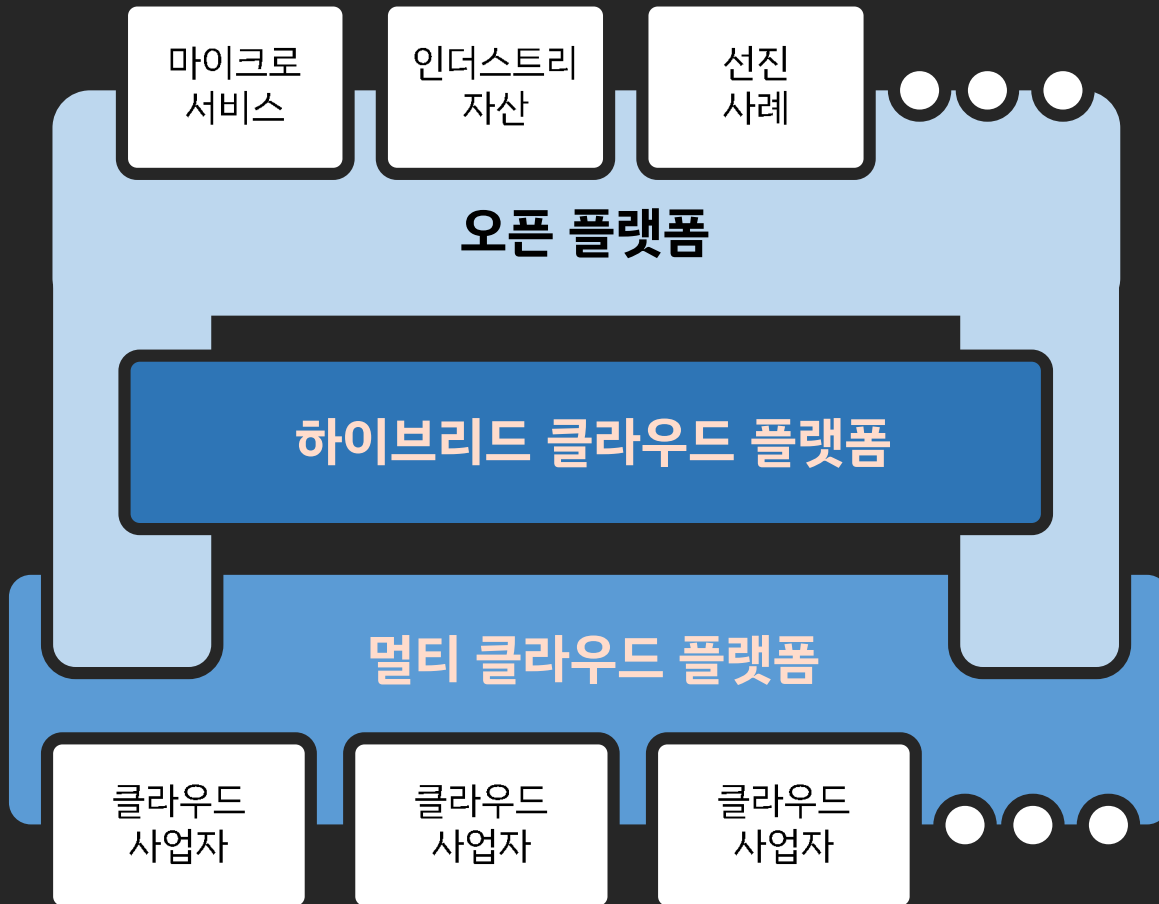 마이크로
서비스
인더스트리
자산
선진
사례
오픈 플랫폼
하이브리드 클라우드 플랫폼
멀티 클라우드 플랫폼
클라우드
사업자
클라우드
사업자
클라우드
사업자